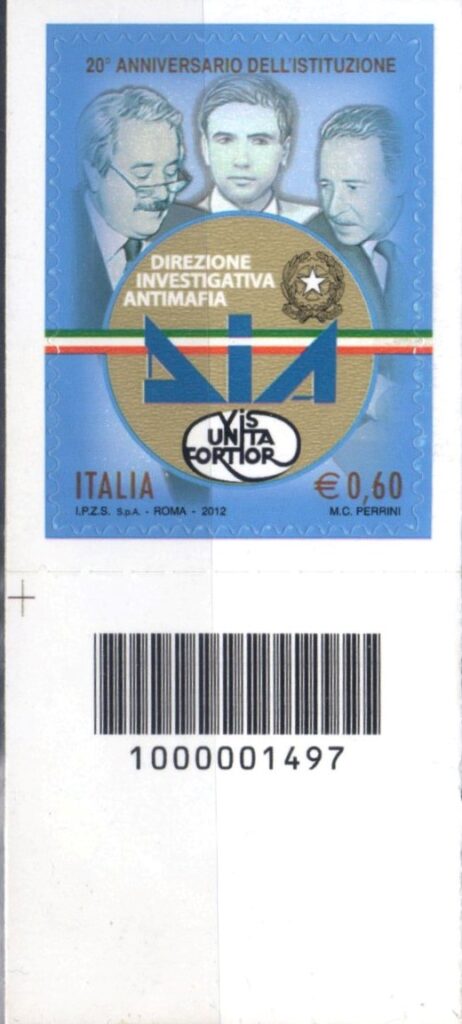 20° ANNIVERSARIO DELL'ISTITUZIONE
DIREZIONE
INVESTIGATIVA
ANTIMAFIA
DIA
VIS
UNITA
FORTIOR
ITALIA
€ 0,60
I.P.Z.S. S.p.A. - ROMA - 2012
M.C. PERRINI
1000001497